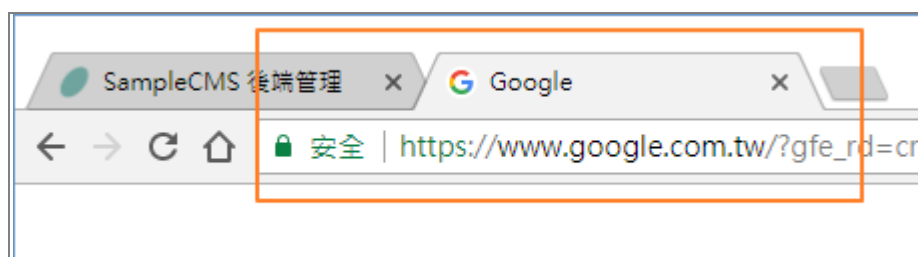 SampleCMS 後端管理
Google
安全 | https://www.google.com.tw/?gfe_rd=cr